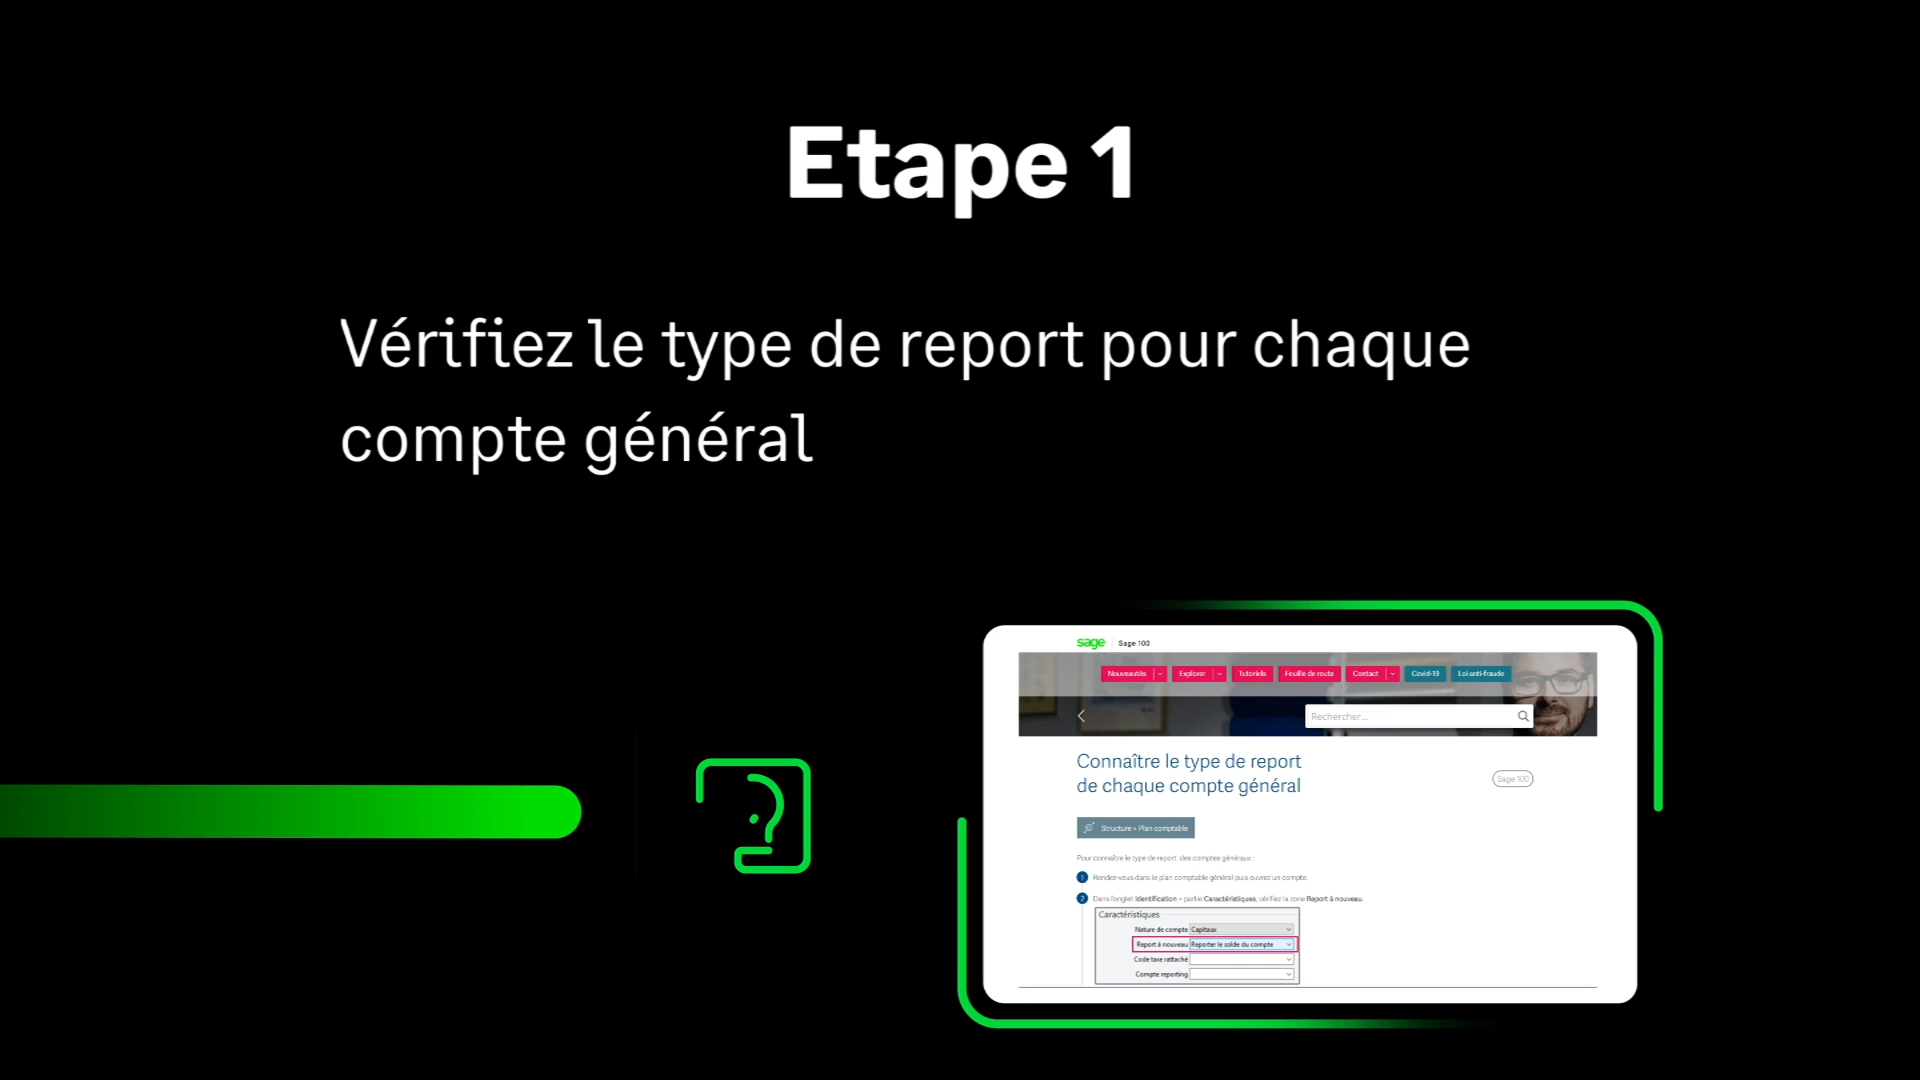 Etape 1
Vérifiez le type de report pour chaque
compte général
sage Sage 100
Nouveautés Explorer Tutoriels Feuille de route Contact Covid-19 Loi anti-fraude
Rechercher...
Connaître le type de report
de chaque compte général
Sage 100
Structure > Plan comptable
Pour connaître le type de report des comptes généraux :
1 Rendez-vous dans le plan comptable général puis ouvrez un compte.
2 Dans l'onglet Identification > partie Caractéristiques, vérifiez la zone Report à nouveau.
Caractéristiques
Nature de compte Capitaux
Report à nouveau Reporter le solde du compte
Code taxe rattaché
Compte reporting